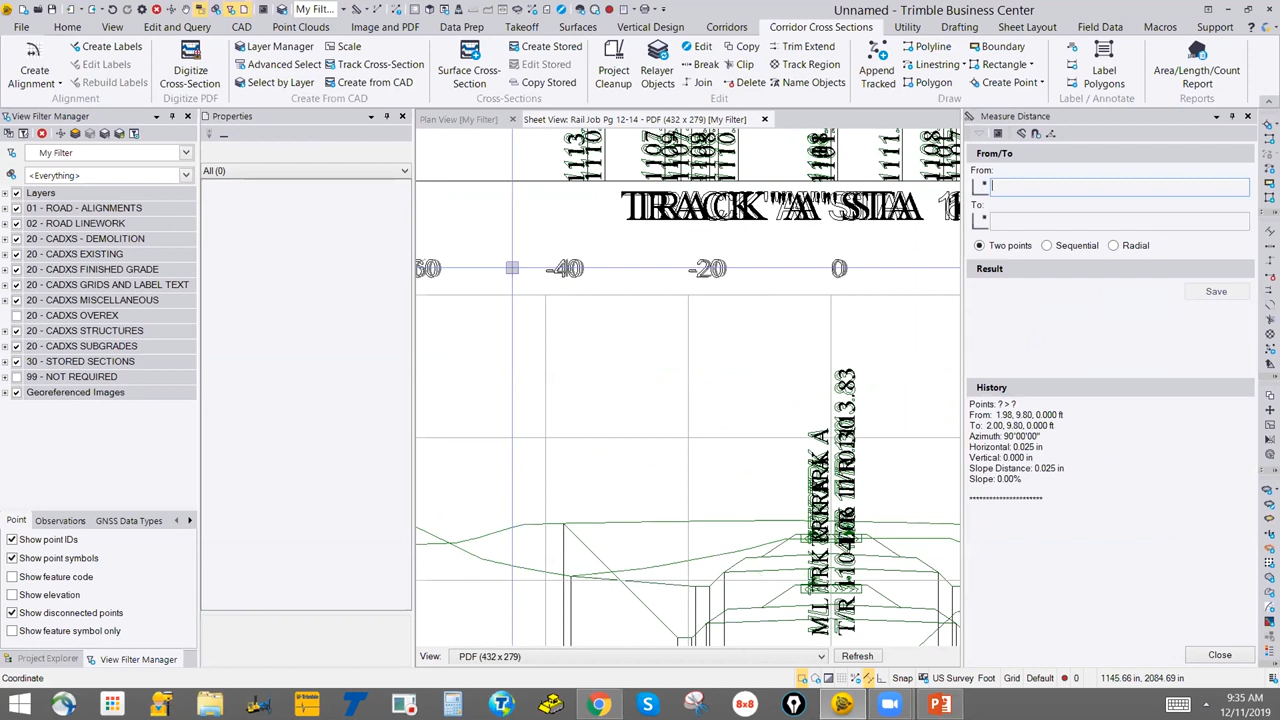 My Filt...
Unnamed - Trimble Business Center
File
Home
View
Edit and Query
CAD
Point Clouds
Image and PDF
Data Prep
Takeoff
Surfaces
Vertical Design
Corridors
Corridor Cross Sections
Utility
Drafting
Sheet Layout
Field Data
Macros
Support
Create Labels
Edit Labels
Rebuild Labels
Create Alignment
Alignment
Digitize Cross-Section
Digitize PDF
Layer Manager
Advanced Select
Select by Layer
Scale
Track Cross-Section
Create from CAD
Create From CAD
Surface Cross-Section
Create Stored
Edit Stored
Copy Stored
Cross-Sections
Project Cleanup
Relayer Objects
Edit
Break
Join
Copy
Clip
Delete
Trim Extend
Track Region
Name Objects
Edit
Append Tracked
Polyline
Linestring
Polygon
Boundary
Rectangle
Create Point
Create
Label Polygons
Label / Annotate
Area/Length/Count Report
Reports
View Filter Manager
My Filter
<Everything>
Layers
01 - ROAD - ALIGNMENTS
02 - ROAD LINEWORK
20 - CADXS - DEMOLITION
20 - CADXS EXISTING
20 - CADXS FINISHED GRADE
20 - CADXS GRIDS AND LABEL TEXT
20 - CADXS MISCELLANEOUS
20 - CADXS OVEREX
20 - CADXS STRUCTURES
20 - CADXS SUBGRADES
30 - STORED SECTIONS
99 - NOT REQUIRED
Georeferenced Images
Point
Observations
GNSS Data Types
Show point IDs
Show point symbols
Show feature code
Show elevation
Show disconnected points
Show feature symbol only
Project Explorer
View Filter Manager
Coordinate
Properties
All (0)
Plan View [My Filter]
Sheet View: Rail Job Pg 12-14 - PDF (432 x 279) [My Filter]
TRACK "A" STA
60
-40
-20
0
View:
PDF (432 x 279)
Refresh
Measure Distance
From/To
From:
To:
Two points
Sequential
Radial
Result
Save
History
Points: ? > ?
From: 1.98, 9.80, 0.000 ft
To: 2.00, 9.80, 0.000 ft
Azimuth: 90°00'00"
Horizontal: 0.025 in
Vertical: 0.000 in
Slope Distance: 0.025 in
Slope: 0.00%
**********************
Close
Snap
US Survey Foot
Grid
Default
0
1145.66 in, 2084.69 in
8x8
9:35 AM
12/11/2019